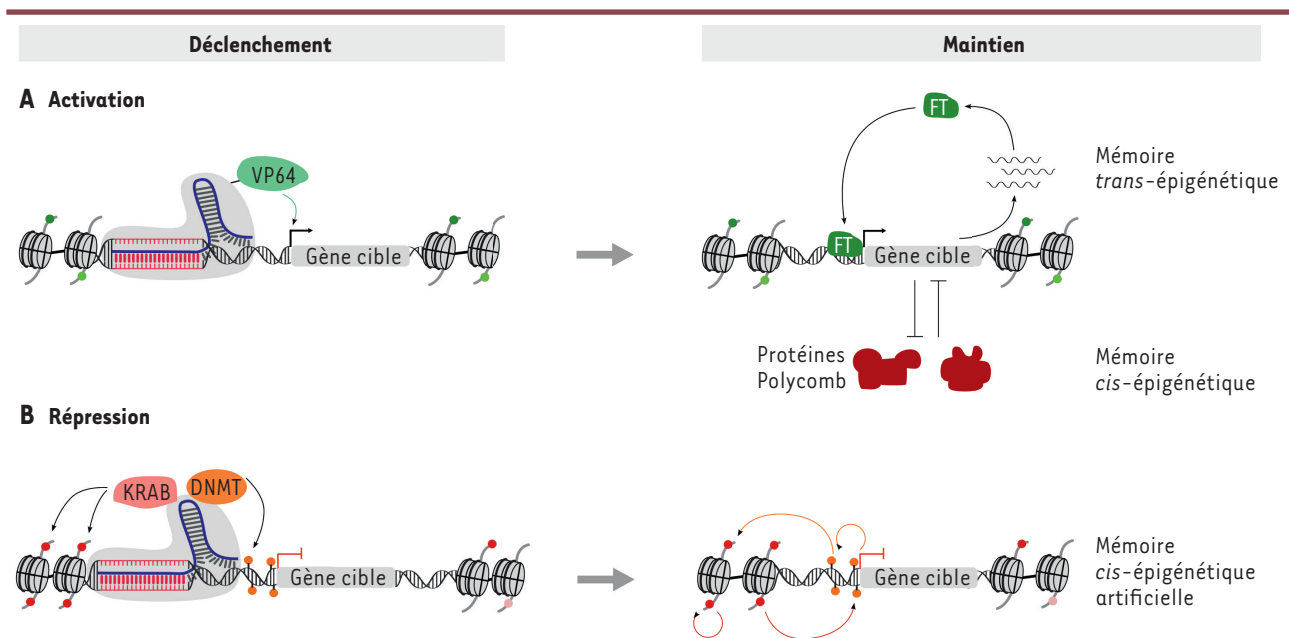 Déclenchement
Maintien
A Activation
VP64
Gène cible
FT
FT
Gène cible
Mémoire
trans-épigénétique
Protéines
Polycomb
Mémoire
cis-épigénétique
B Répression
KRAB
DNMT
Gène cible
Gène cible
Mémoire
cis-épigénétique
artificielle